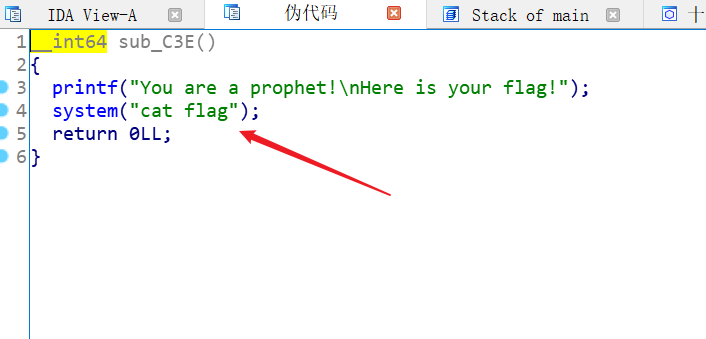 IDA View-A 伪代码 Stack of main
1 __int64 sub_C3E()
2 {
3 printf("You are a prophet!\nHere is your flag!");
4 system("cat flag");
5 return 0LL;
6 }